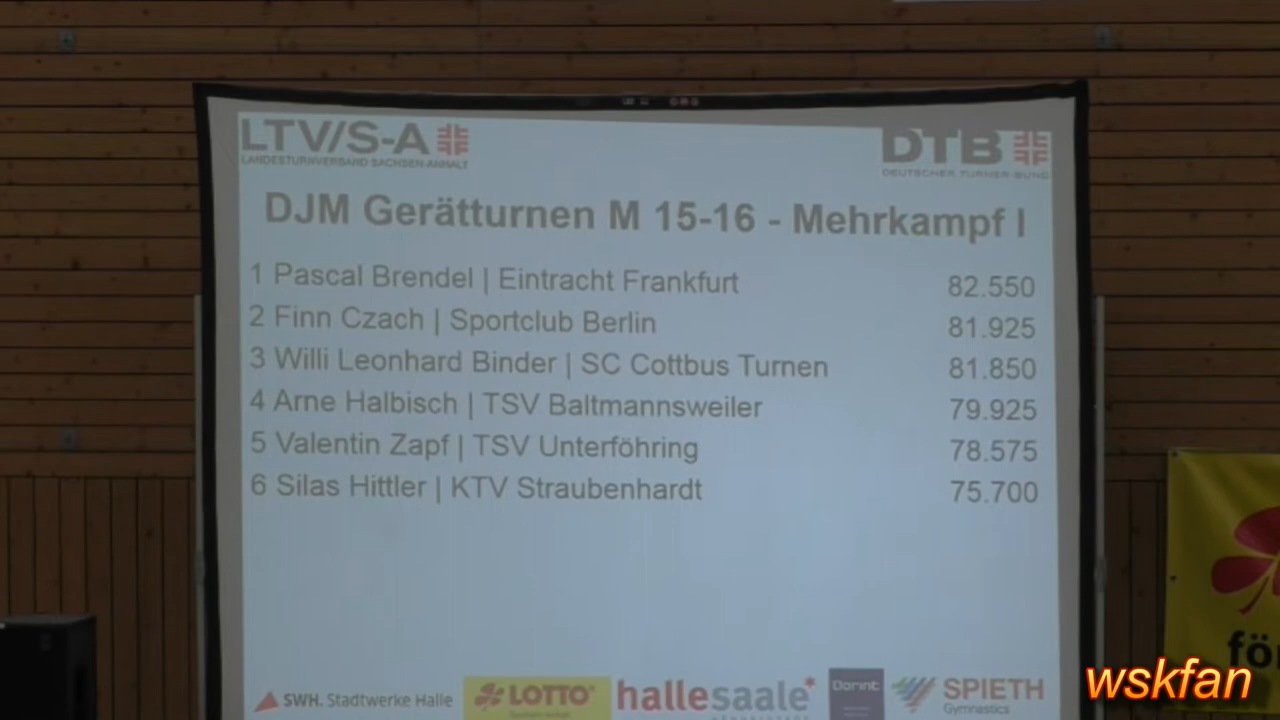 LTV/S-A
LANDESTURNVERBAND SACHSEN-ANHALT
DTB
DEUTSCHER TURNER-BUND
DJM Gerätturnen M 15-16 - Mehrkampf I
1 Pascal Brendel | Eintracht Frankfurt 82.550
2 Finn Czach | Sportclub Berlin 81.925
3 Willi Leonhard Binder | SC Cottbus Turnen 81.850
4 Arne Halbisch | TSV Baltmannsweiler 79.925
5 Valentin Zapf | TSV Unterföhring 78.575
6 Silas Hittler | KTV Straubenhardt 75.700
SWH. Stadtwerke Halle
LOTTO
hallesaale*
Dorint
SPIETH
Gymnastics
för
wskfan